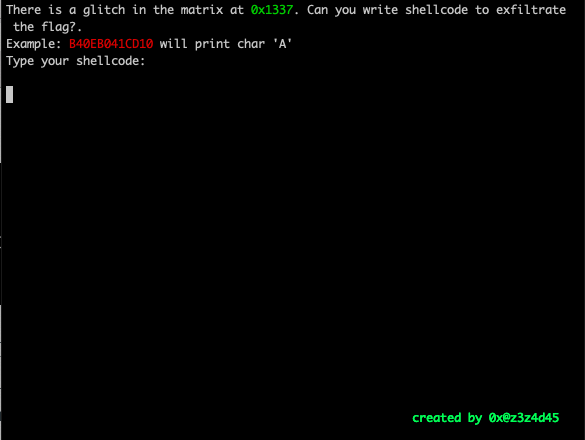 There is a glitch in the matrix at 0x1337. Can you write shellcode to exfiltrate
the flag?.
Example: B40EB041CD10 will print char 'A'
Type your shellcode:
created by 0x@z3z4d45